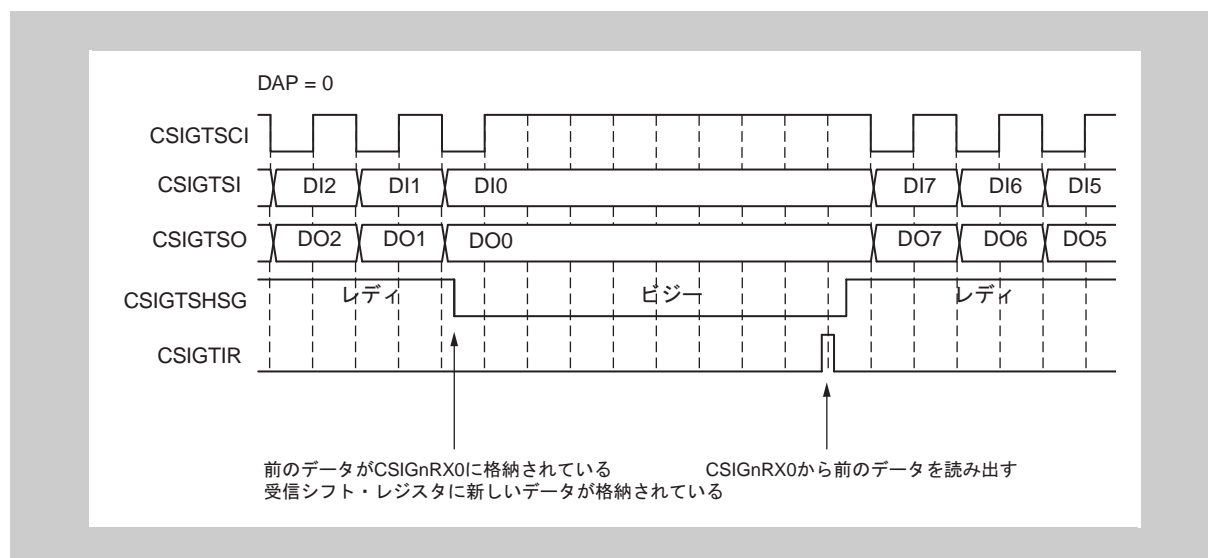 DAP = 0
CSIGTSCI
CSIGTSI DI2 DI1 DI0 DI7 DI6 DI5
CSIGTSO DO2 DO1 DO0 DO7 DO6 DO5
CSIGTSHSG レディ ビジー レディ
CSIGTIR
前のデータがCSIGnRX0に格納されている CSIGnRX0から前のデータを読み出す
受信シフト・レジスタに新しいデータが格納されている